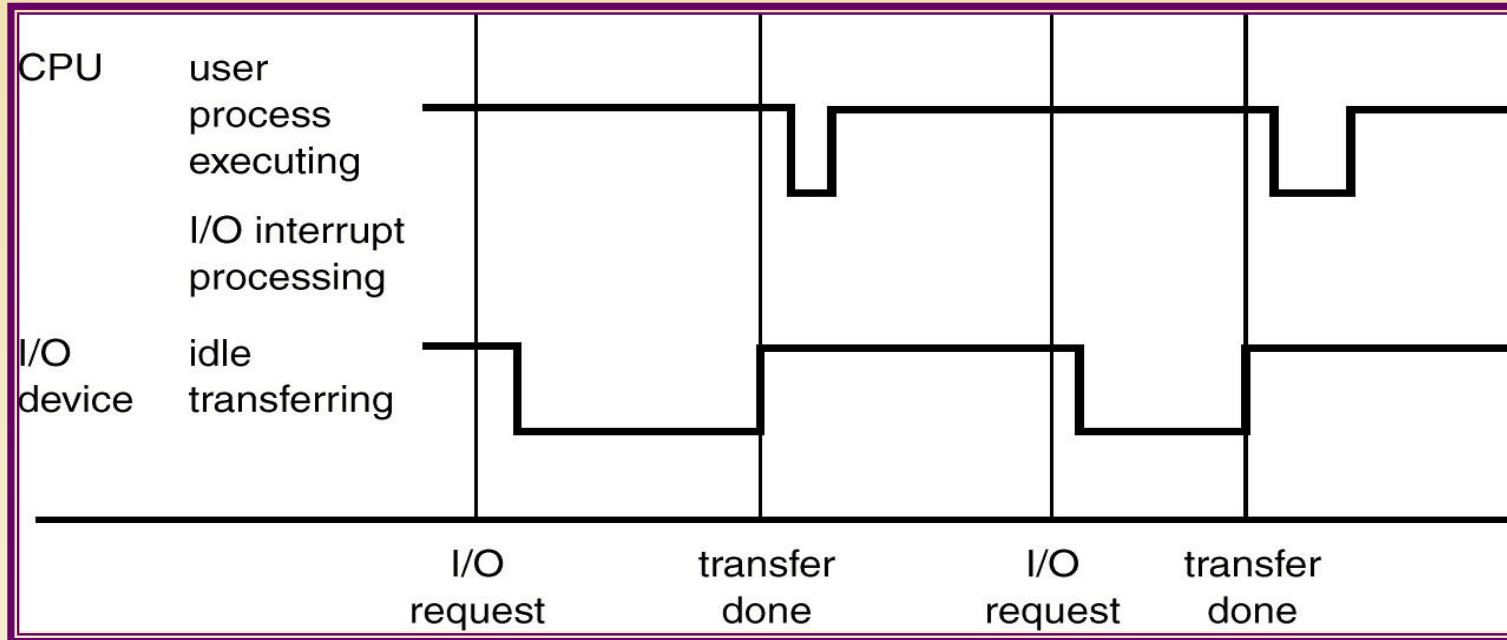 CPU
user
process
executing
I/O interrupt
processing
I/O
device
idle
transferring
I/O
request
transfer
done
I/O
request
transfer
done